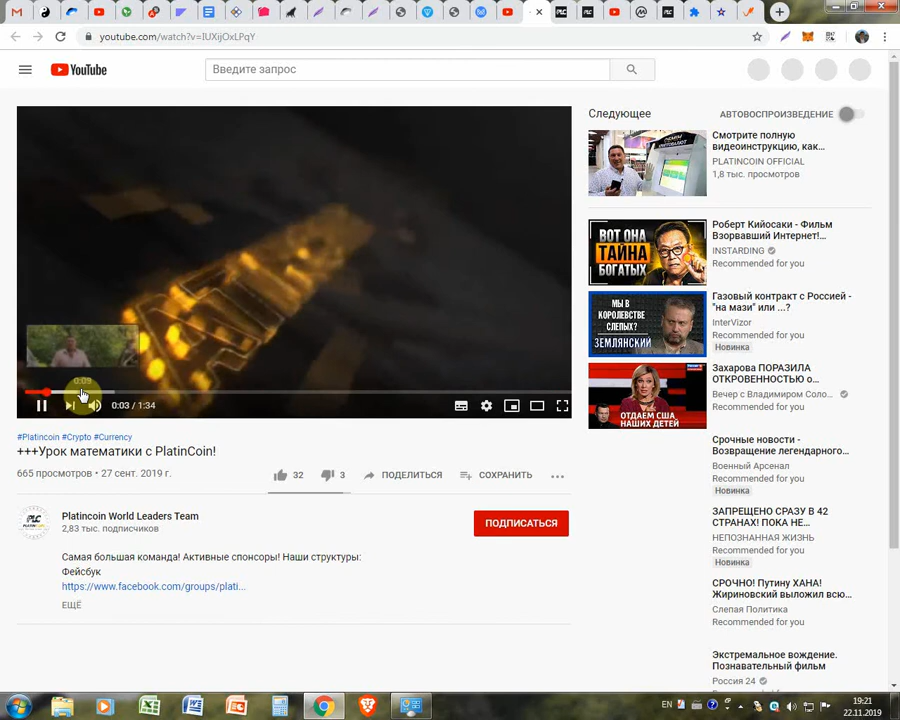 youtube.com/watch?v=IUXijOxLPqY
YouTube
Введите запрос
0:09
0:03 / 1:34
#Platincoin #Crypto #Currency
+++Урок математики с PlatinCoin!
665 просмотров • 27 сент. 2019 г.
32
3
ПОДЕЛИТЬСЯ
СОХРАНИТЬ
Platincoin World Leaders Team
2,83 тыс. подписчиков
ПОДПИСАТЬСЯ
Самая большая команда! Активные спонсоры! Наши структуры:
Фейсбук
https://www.facebook.com/groups/plati...
ЕЩЁ
Следующее
АВТОВОСПРОИЗВЕДЕНИЕ
Смотрите полную
видеоинструкцию, как...
PLATINCOIN OFFICIAL
1,8 тыс. просмотров
ВОТ ОНА
ТАЙНА
БОГАТЫХ
Роберт Кийосаки - Фильм
Взорвавший Интернет!...
INSTARDING
Recommended for you
МЫ В
КОРОЛЕВСТВЕ
СЛЕПЫХ?
ЗЕМЛЯНСКИЙ
Газовый контракт с Россией -
"на мази" или ...?
InterVizor
Recommended for you
Новинка
ОТДАЕМ США
НАШИХ ДЕТЕЙ
Захарова ПОРАЗИЛА
ОТКРОВЕННОСТЬЮ о...
Вечер с Владимиром Соло...
Recommended for you
Срочные новости -
Возвращение легендарного...
Военный Арсенал
Recommended for you
Новинка
ЗАПРЕЩЕНО СРАЗУ В 42
СТРАНАХ! ПОКА НЕ...
НЕПОЗНАННАЯ ЖИЗНЬ
Recommended for you
Новинка
СРОЧНО! Путину ХАНА!
Жириновский выложил всю...
Слепая Политика
Recommended for you
Экстремальное вождение.
Познавательный фильм
Россия 24
EN
19:21
22.11.2019